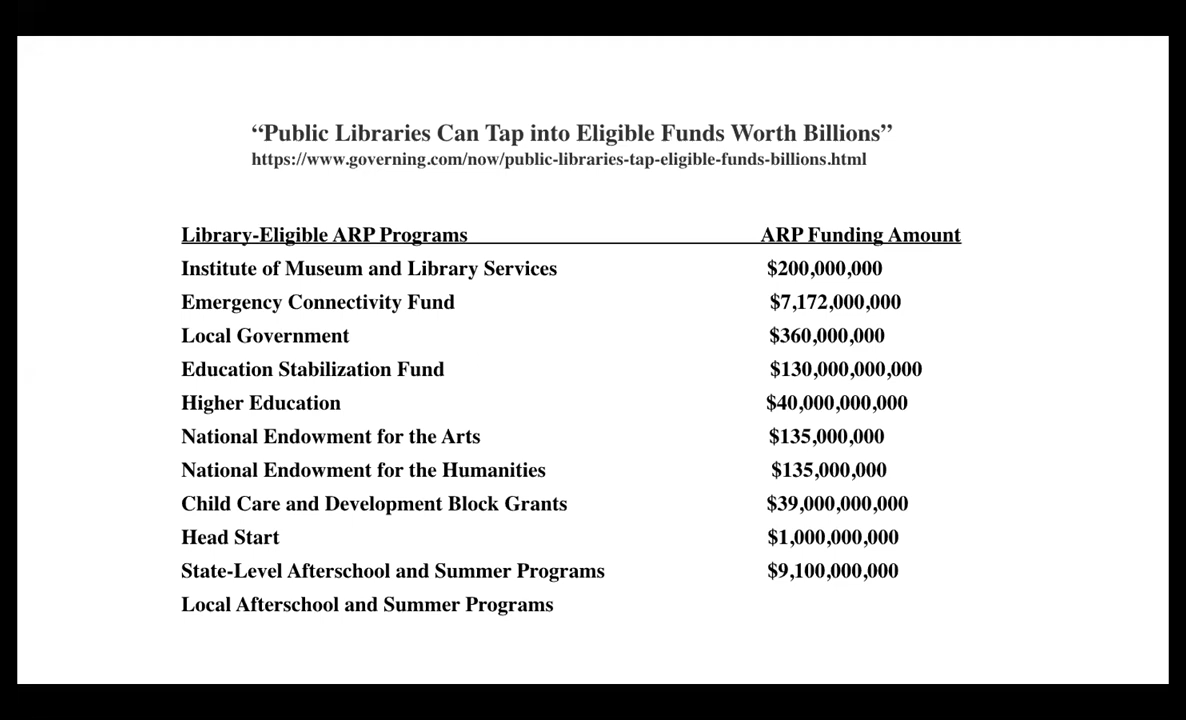 “Public Libraries Can Tap into Eligible Funds Worth Billions”
https://www.governing.com/now/public-libraries-tap-eligible-funds-billions.html
Library-Eligible ARP Programs ARP Funding Amount
Institute of Museum and Library Services $200,000,000
Emergency Connectivity Fund $7,172,000,000
Local Government $360,000,000
Education Stabilization Fund $130,000,000,000
Higher Education $40,000,000,000
National Endowment for the Arts $135,000,000
National Endowment for the Humanities $135,000,000
Child Care and Development Block Grants $39,000,000,000
Head Start $1,000,000,000
State-Level Afterschool and Summer Programs $9,100,000,000
Local Afterschool and Summer Programs